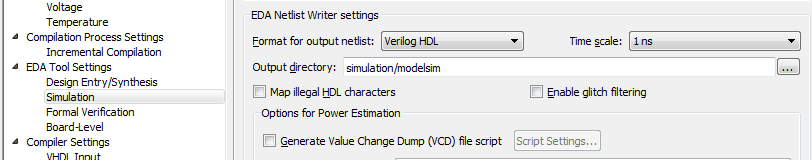 Voltage
Temperature
Compilation Process Settings
Incremental Compilation
EDA Tool Settings
Design Entry/Synthesis
Simulation
Formal Verification
Board-Level
Compiler Settings
VHDL Input
EDA Netlist Writer settings
Format for output netlist: Verilog HDL Time scale: 1 ns
Output directory: simulation/modelsim ...
Map illegal HDL characters Enable glitch filtering
Options for Power Estimation
Generate Value Change Dump (VCD) file script Script Settings...